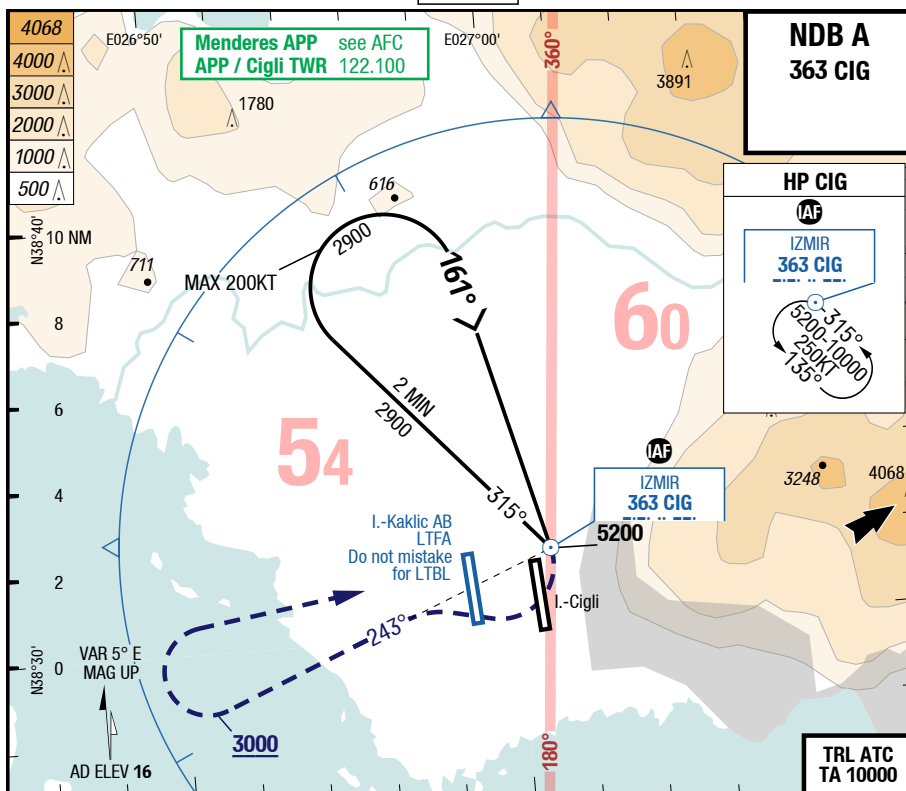 4068
4000
3000
2000
1000
500
E026°50'
Menderes APP see AFC
APP / Cigli TWR 122.100
E027°00'
360°
3891
1780
NDB A
363 CIG
HP CIG
IAF
IZMIR
363 CIG
315°
5200-10000
250KT
135°
616
2900
MAX 200KT
161°
N38°40'
10 NM
711
8
6
4
2
0
60
54
2 MIN
2900
315°
IAF
IZMIR
363 CIG
5200
3248
4068
I.-Kaklic AB
LTFA
Do not mistake
for LTBL
I.-Cigli
243°
N38°30'
VAR 5° E
MAG UP
3000
AD ELEV 16
180°
TRL ATC
TA 10000